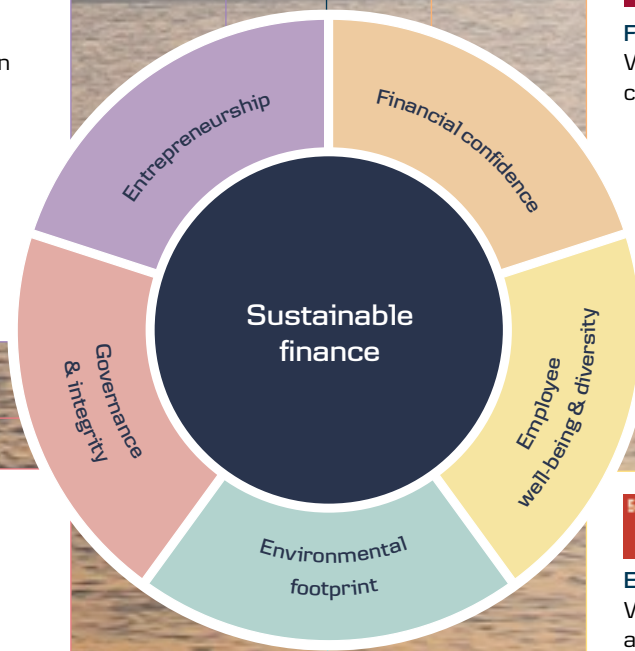 Entrepreneurship
Financial confidence
Sustainable
finance
Governance
& integrity
Employee
well-being & diversity
Environmental
footprint